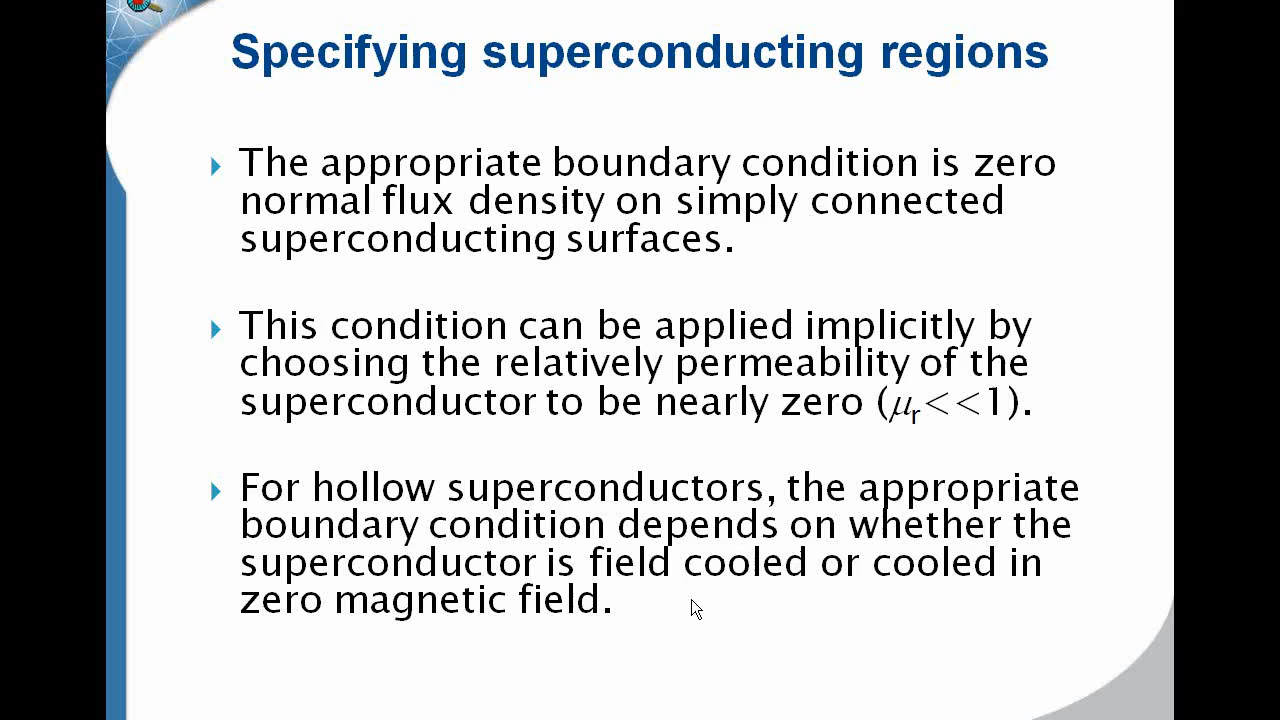 Specifying superconducting regions
The appropriate boundary condition is zero
normal flux density on simply connected
superconducting surfaces.
This condition can be applied implicitly by
choosing the relatively permeability of the
superconductor to be nearly zero (μr<<1).
For hollow superconductors, the appropriate
boundary condition depends on whether the
superconductor is field cooled or cooled in
zero magnetic field.